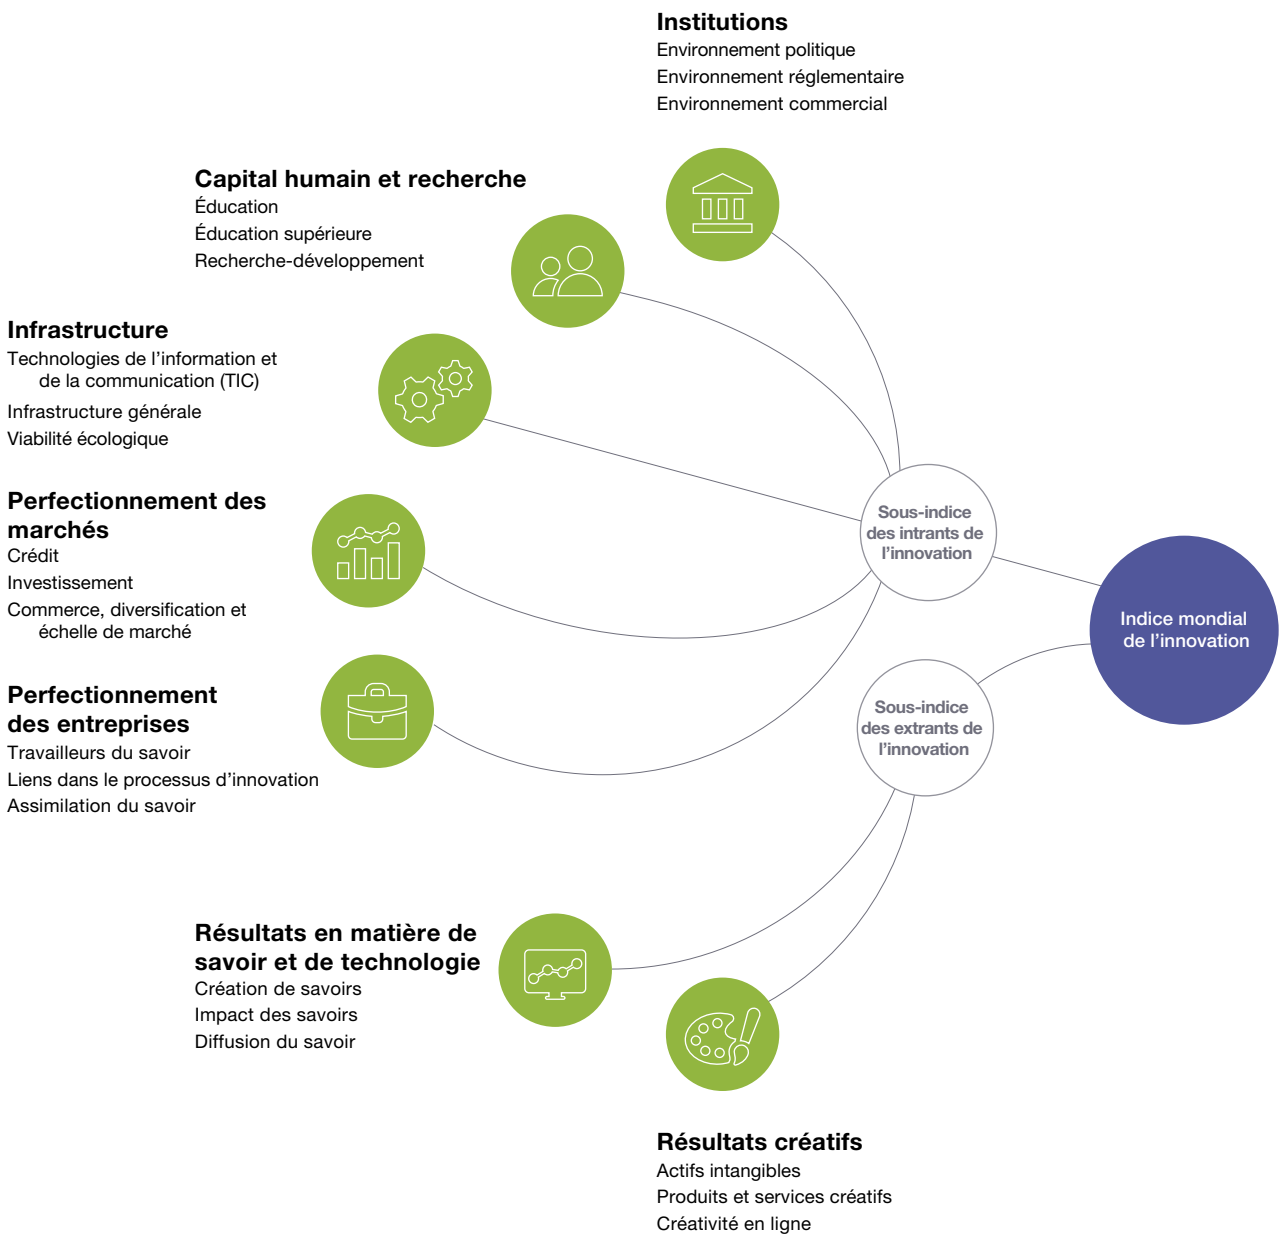 Institutions
Environnement politique
Environnement réglementaire
Environnement commercial
Capital humain et recherche
Éducation
Éducation supérieure
Recherche-développement
Infrastructure
Technologies de l’information et
de la communication (TIC)
Infrastructure générale
Viabilité écologique
Perfectionnement des
marchés
Crédit
Investissement
Commerce, diversification et
échelle de marché
Perfectionnement
des entreprises
Travailleurs du savoir
Liens dans le processus d’innovation
Assimilation du savoir
Sous-indice
des intrants de
l’innovation
Indice mondial
de l’innovation
Sous-indice
des extrants de
l’innovation
Résultats en matière de
savoir et de technologie
Création de savoirs
Impact des savoirs
Diffusion du savoir
Résultats créatifs
Actifs intangibles
Produits et services créatifs
Créativité en ligne